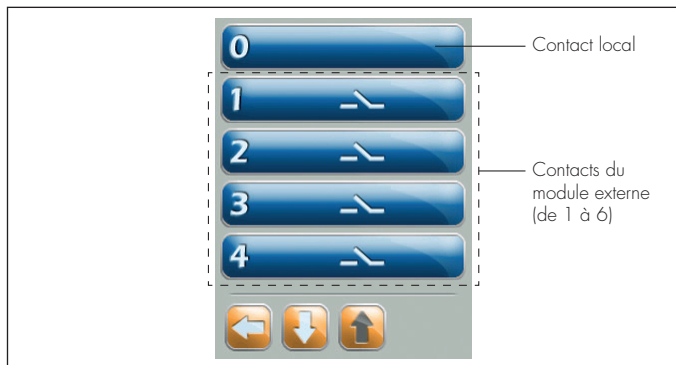 0
Contact local
1
2
3
4
Contacts du
module externe
(de 1 à 6)